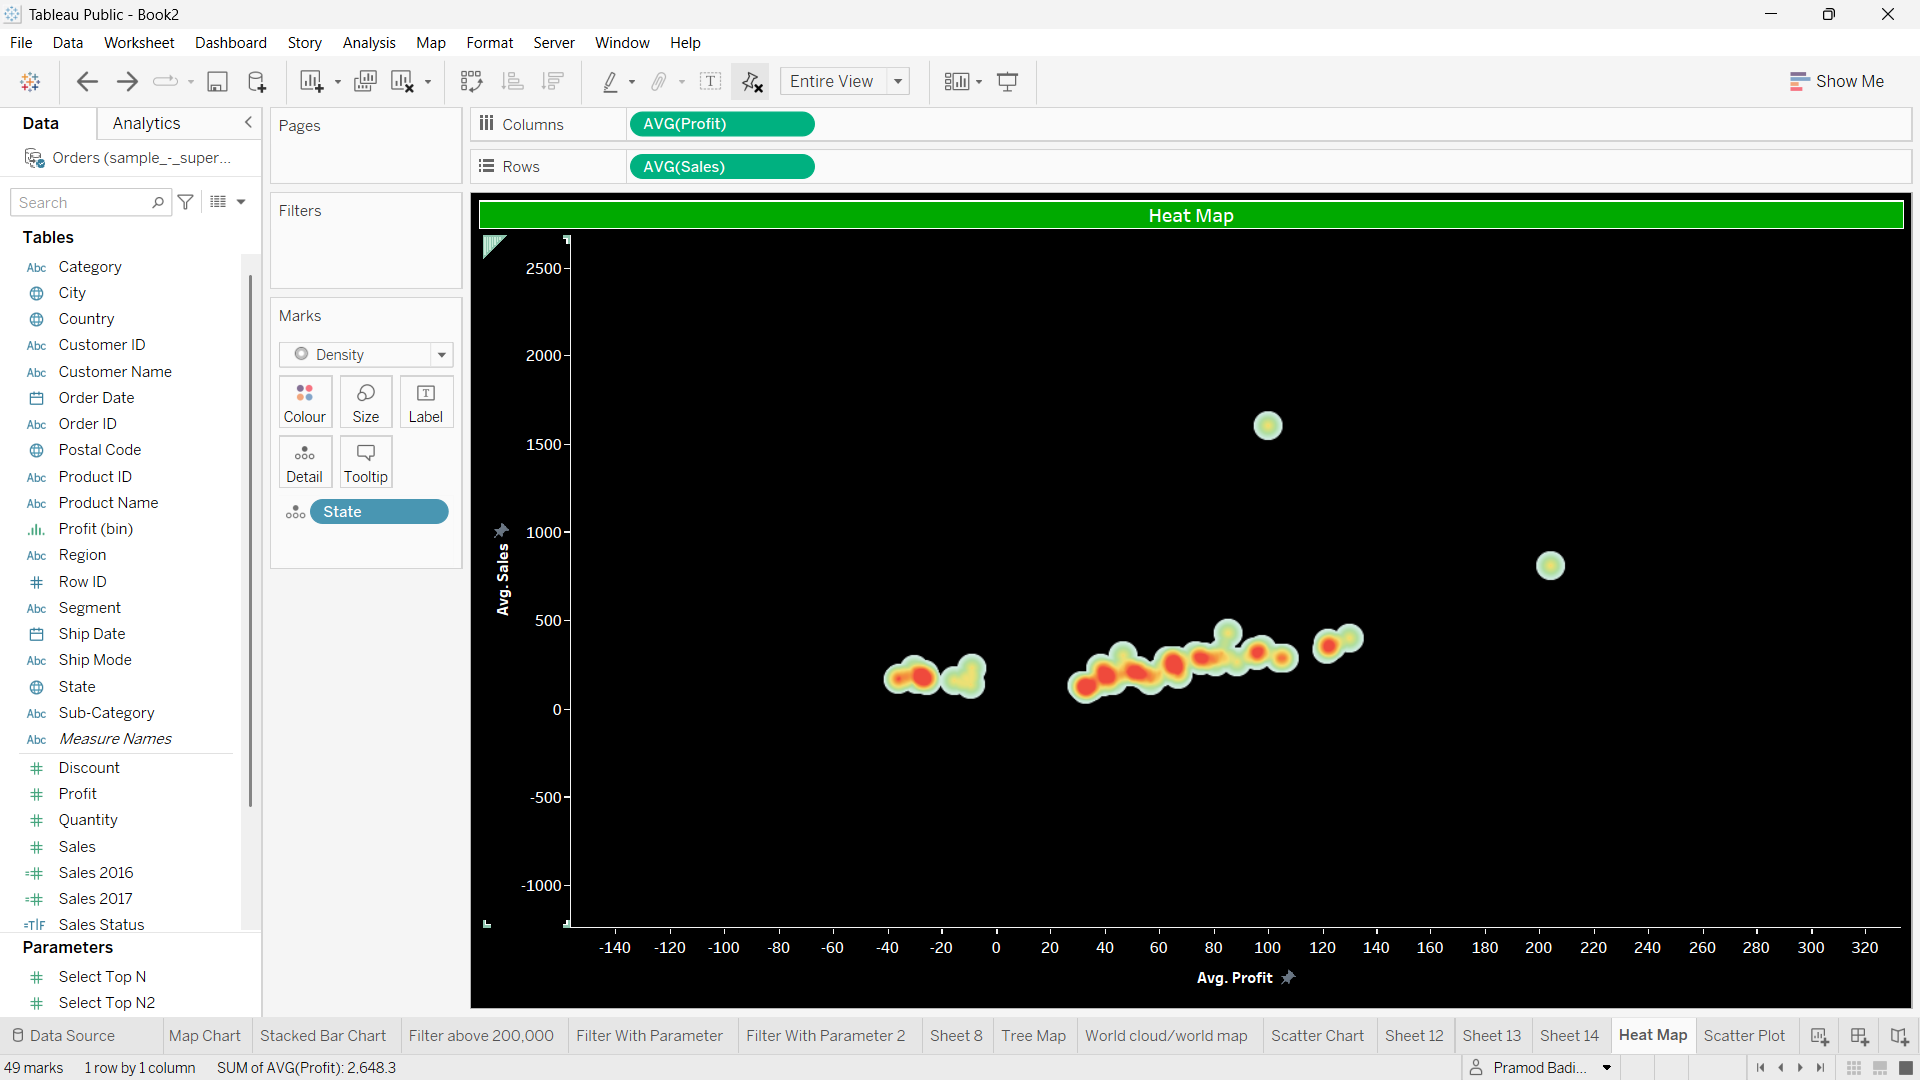 Tableau Public - Book2
File Data Worksheet Dashboard Story Analysis Map Format Server Window Help
T Entire View Show Me
Data Analytics
Orders (sample_-_super...
Search
Tables
Abc Category
City
Country
Abc Customer ID
Abc Customer Name
Order Date
Abc Order ID
Postal Code
Abc Product ID
Abc Product Name
Profit (bin)
Abc Region
# Row ID
Abc Segment
Ship Date
Abc Ship Mode
State
Abc Sub-Category
Abc Measure Names
# Discount
# Profit
# Quantity
# Sales
=# Sales 2016
=# Sales 2017
=T|F Sales Status
Parameters
# Select Top N
# Select Top N2
Pages
Filters
Marks
Density
Colour Size T Label
Detail Tooltip
State
Columns AVG(Profit)
Rows AVG(Sales)
Heat Map
2500
2000
1500
1000
500
0
-500
-1000
Avg. Sales
-140 -120 -100 -80 -60 -40 -20 0 20 40 60 80 100 120 140 160 180 200 220 240 260 280 300 320
Avg. Profit
Data Source Map Chart Stacked Bar Chart Filter above 200,000 Filter With Parameter Filter With Parameter 2 Sheet 8 Tree Map World cloud/world map Scatter Chart Sheet 12 Sheet 13 Sheet 14 Heat Map Scatter Plot
49 marks 1 row by 1 column SUM of AVG(Profit): 2,648.3 Pramod Badi...